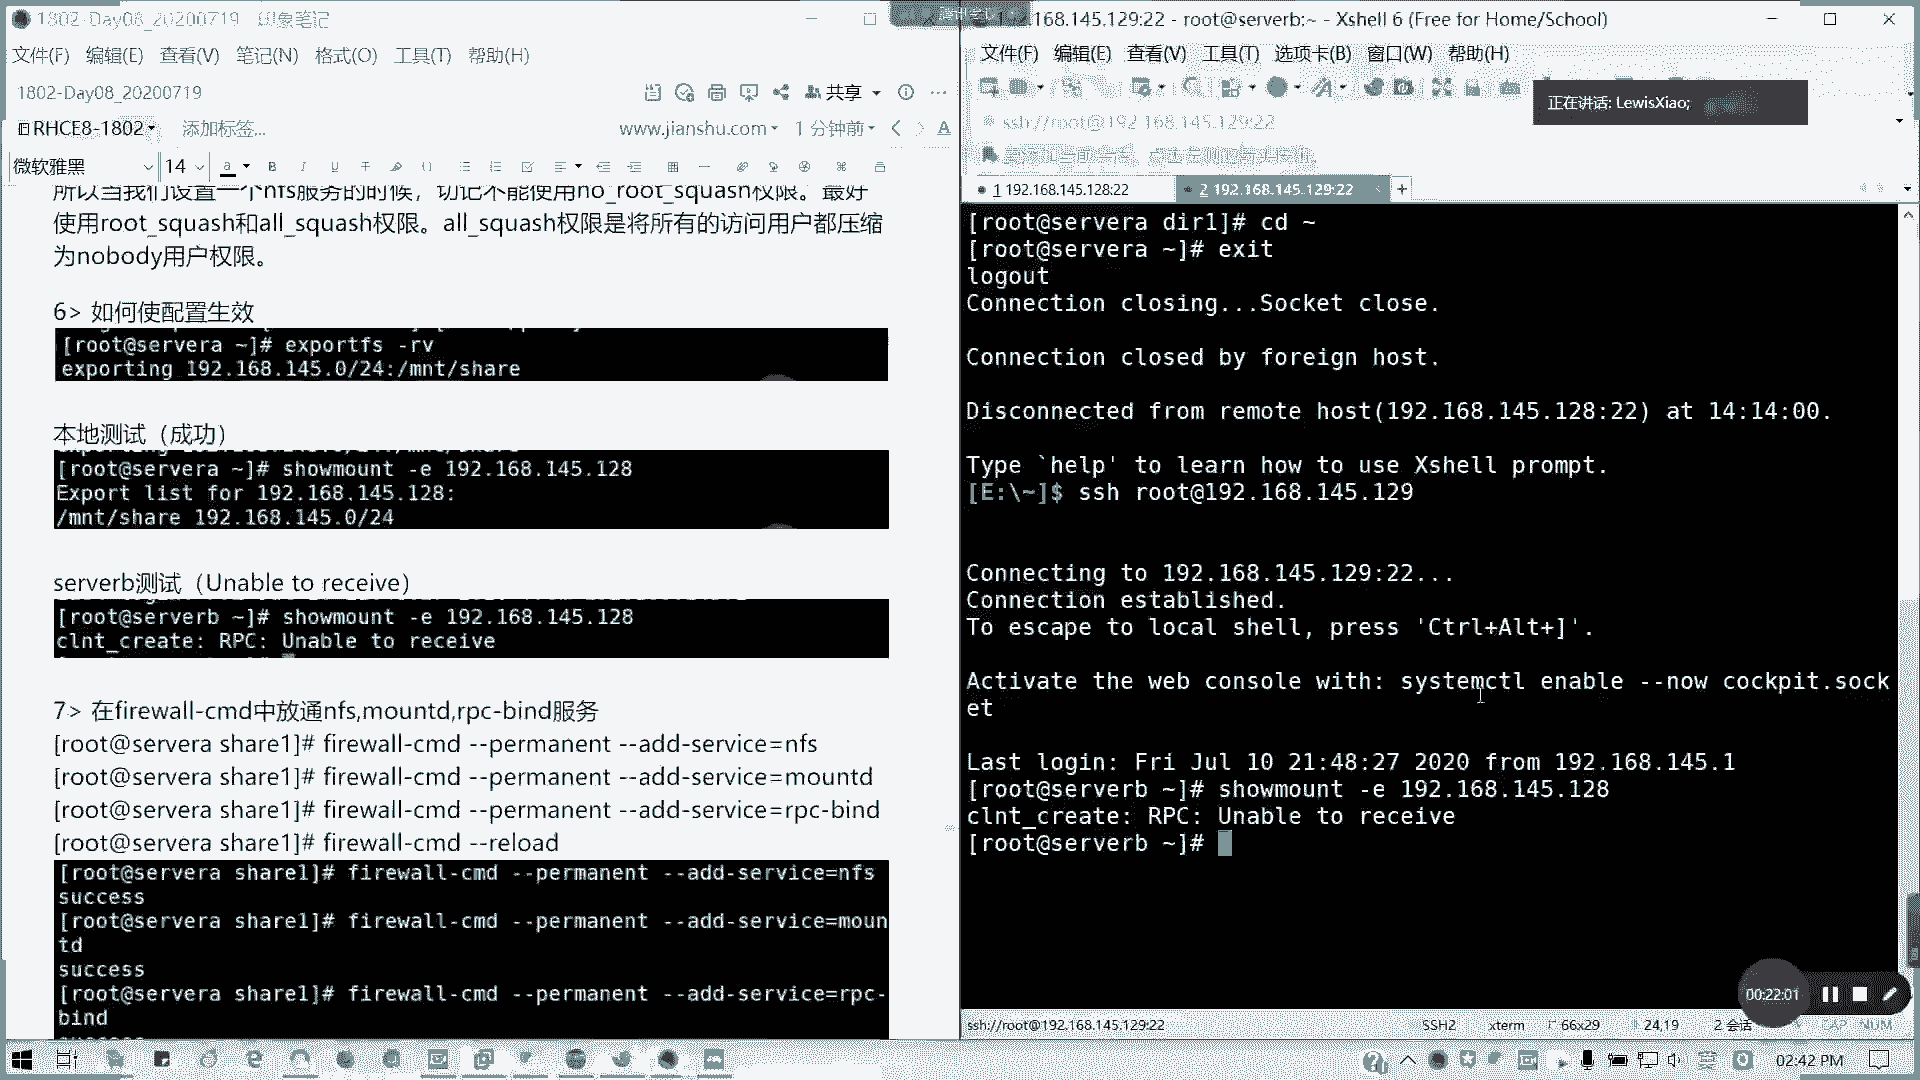 1802-Day08_20200719 - 印象笔记
文件(F) 编辑(E) 查看(V) 笔记(N) 格式(O) 工具(T) 帮助(H)
1802-Day08_20200719
共享
RHCE8-1802
添加标签...
www.jianshu.com
1 分钟前
微软雅黑
14
所以当我们设置一个nfs服务的时候，切记不能使用no_root_squash权限。最好
使用root_squash和all_squash权限。all_squash权限是将所有的访问用户都压缩
为nobody用户权限。
6> 如何使配置生效
[root@servera ~]# exportfs -rv
exporting 192.168.145.0/24:/mnt/share
本地测试（成功）
[root@servera ~]# showmount -e 192.168.145.128
Export list for 192.168.145.128:
/mnt/share 192.168.145.0/24
serverb测试（Unable to receive）
[root@serverb ~]# showmount -e 192.168.145.128
clnt_create: RPC: Unable to receive
7> 在firewall-cmd中放通nfs,mountd,rpc-bind服务
[root@servera share1]# firewall-cmd --permanent --add-service=nfs
[root@servera share1]# firewall-cmd --permanent --add-service=mountd
[root@servera share1]# firewall-cmd --permanent --add-service=rpc-bind
[root@servera share1]# firewall-cmd --reload
[root@servera share1]# firewall-cmd --permanent --add-service=nfs
success
[root@servera share1]# firewall-cmd --permanent --add-service=moun
td
success
[root@servera share1]# firewall-cmd --permanent --add-service=rpc-
bind
192.168.145.129:22 - root@serverb:~ - Xshell 6 (Free for Home/School)
文件(F) 编辑(E) 查看(V) 工具(T) 选项卡(B) 窗口(W) 帮助(H)
正在讲话: LewisXiao;
ssh://root@192.168.145.129:22
1 192.168.145.128:22
2 192.168.145.129:22
[root@servera dir1]# cd ~
[root@servera ~]# exit
logout
Connection closing...Socket close.
Connection closed by foreign host.
Disconnected from remote host(192.168.145.128:22) at 14:14:00.
Type `help' to learn how to use Xshell prompt.
[E:\~]$ ssh root@192.168.145.129
Connecting to 192.168.145.129:22...
Connection established.
To escape to local shell, press 'Ctrl+Alt+]'.
Activate the web console with: systemctl enable --now cockpit.sock
et
Last login: Fri Jul 10 21:48:27 2020 from 192.168.145.1
[root@serverb ~]# showmount -e 192.168.145.128
clnt_create: RPC: Unable to receive
[root@serverb ~]#
00:22:01
ssh://root@192.168.145.129:22
SSH2
xterm
66x29
24,19
2 会话
CAP
NUM
02:42 PM